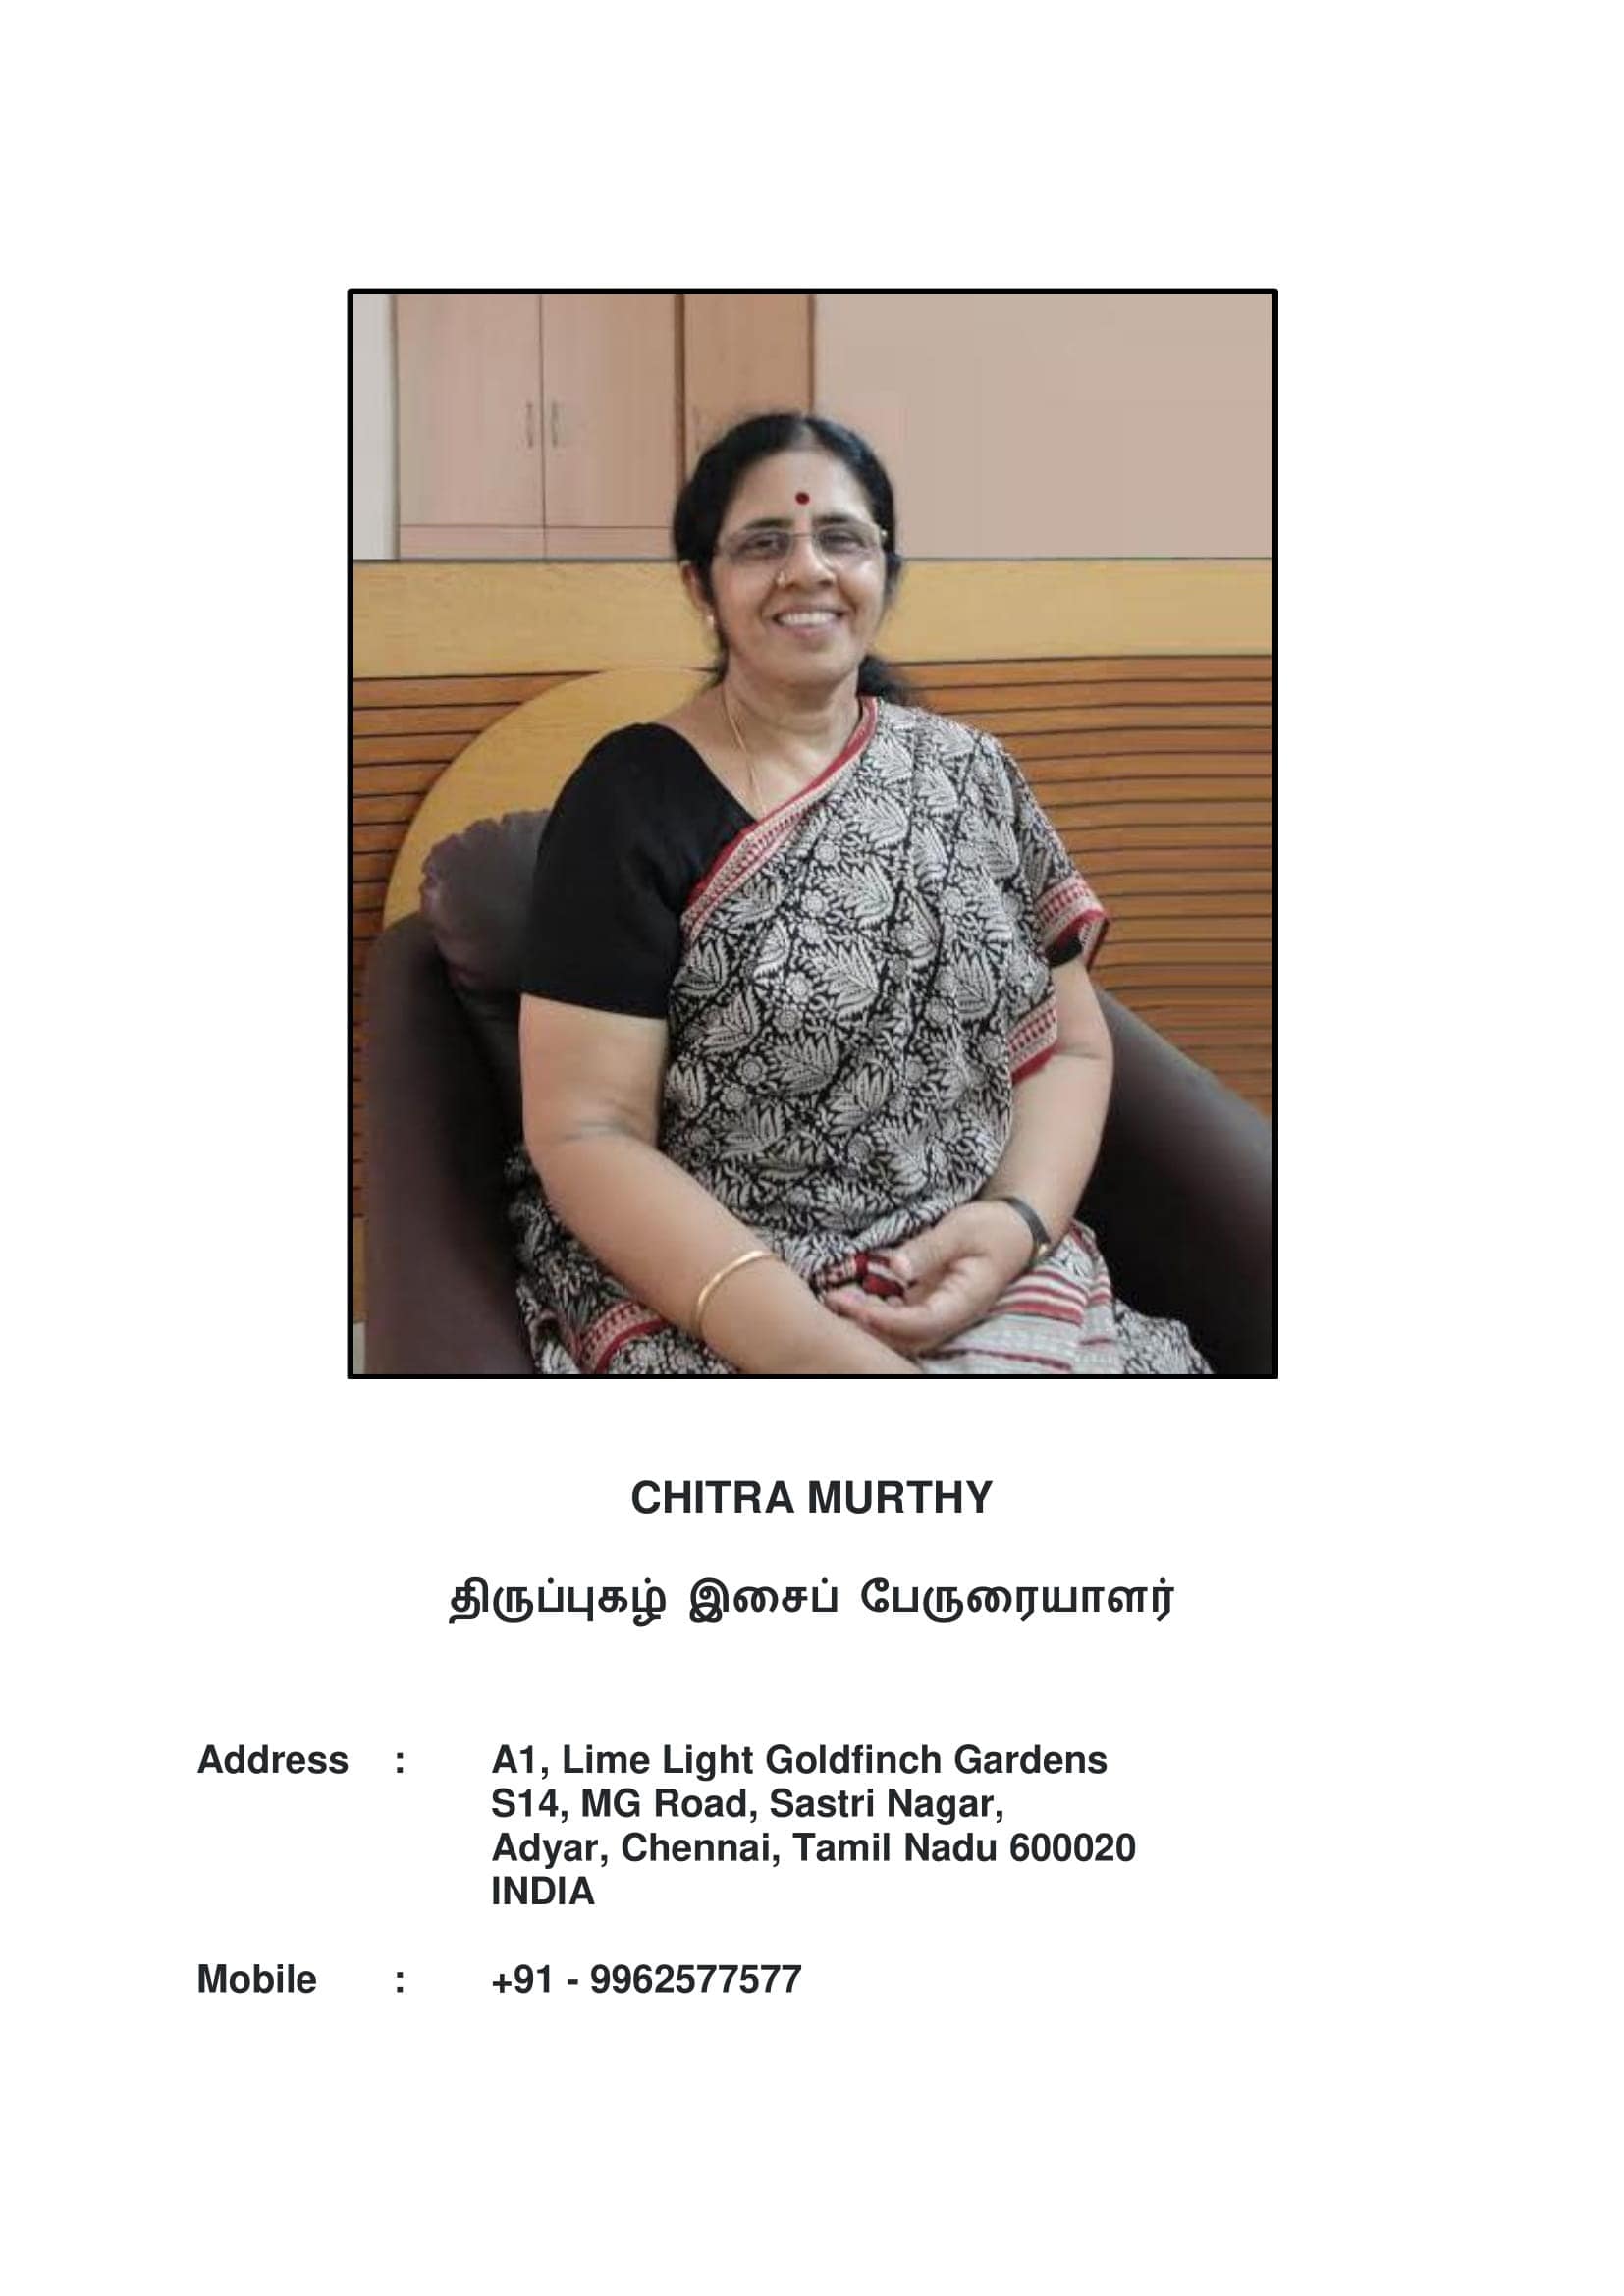 CHITRA MURTHY
திருப்புகழ் இசைப் பேருரையாளர்
Address : A1, Lime Light Goldfinch Gardens
S14, MG Road, Sastri Nagar,
Adyar, Chennai, Tamil Nadu 600020
INDIA
Mobile : +91 - 9962577577